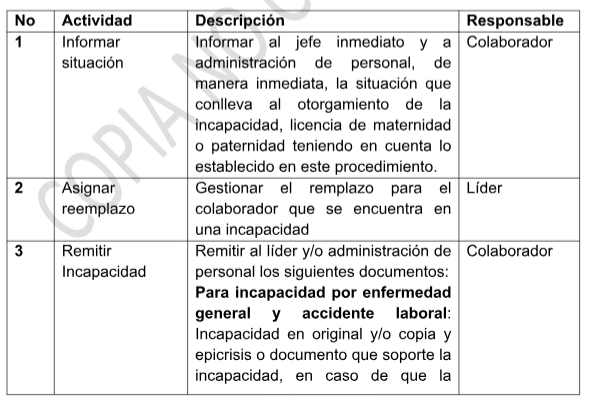 No Actividad Descripción Responsable
1 Informar Informar al jefe inmediato y a Colaborador
situación administración de personal, de
manera inmediata, la situación que
conlleva al otorgamiento de la
incapacidad, licencia de maternidad
o paternidad teniendo en cuenta lo
establecido en este procedimiento.
2 Asignar Gestionar el remplazo para el Líder
reemplazo colaborador que se encuentra en
una incapacidad
3 Remitir Remitir al líder y/o administración de Colaborador
Incapacidad personal los siguientes documentos:
Para incapacidad por enfermedad
general y accidente laboral:
Incapacidad en original y/o copia y
epicrisis o documento que soporte la
incapacidad, en caso de que la
COPIA NO